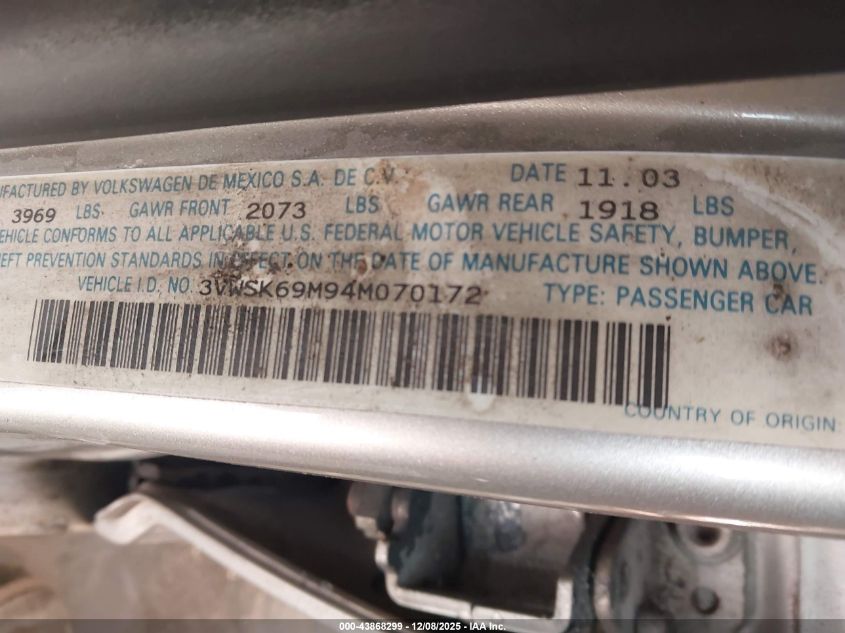 UFACTURED BY VOLKSWAGEN DE MEXICO S.A. DE C.V. DATE 11.03
3969 LBS GAWR FRONT 2073 LBS GAWR REAR 1918 LBS
VEHICLE CONFORMS TO ALL APPLICABLE U.S. FEDERAL MOTOR VEHICLE SAFETY, BUMPER,
EFT PREVENTION STANDARDS IN EFFECT ON THE DATE OF MANUFACTURE SHOWN ABOVE.
VEHICLE I.D. NO. 3VWSK69M94M070172 TYPE: PASSENGER CAR
COUNTRY OF ORIGIN
000-43868299 • 12/08/2025 • IAA Inc.